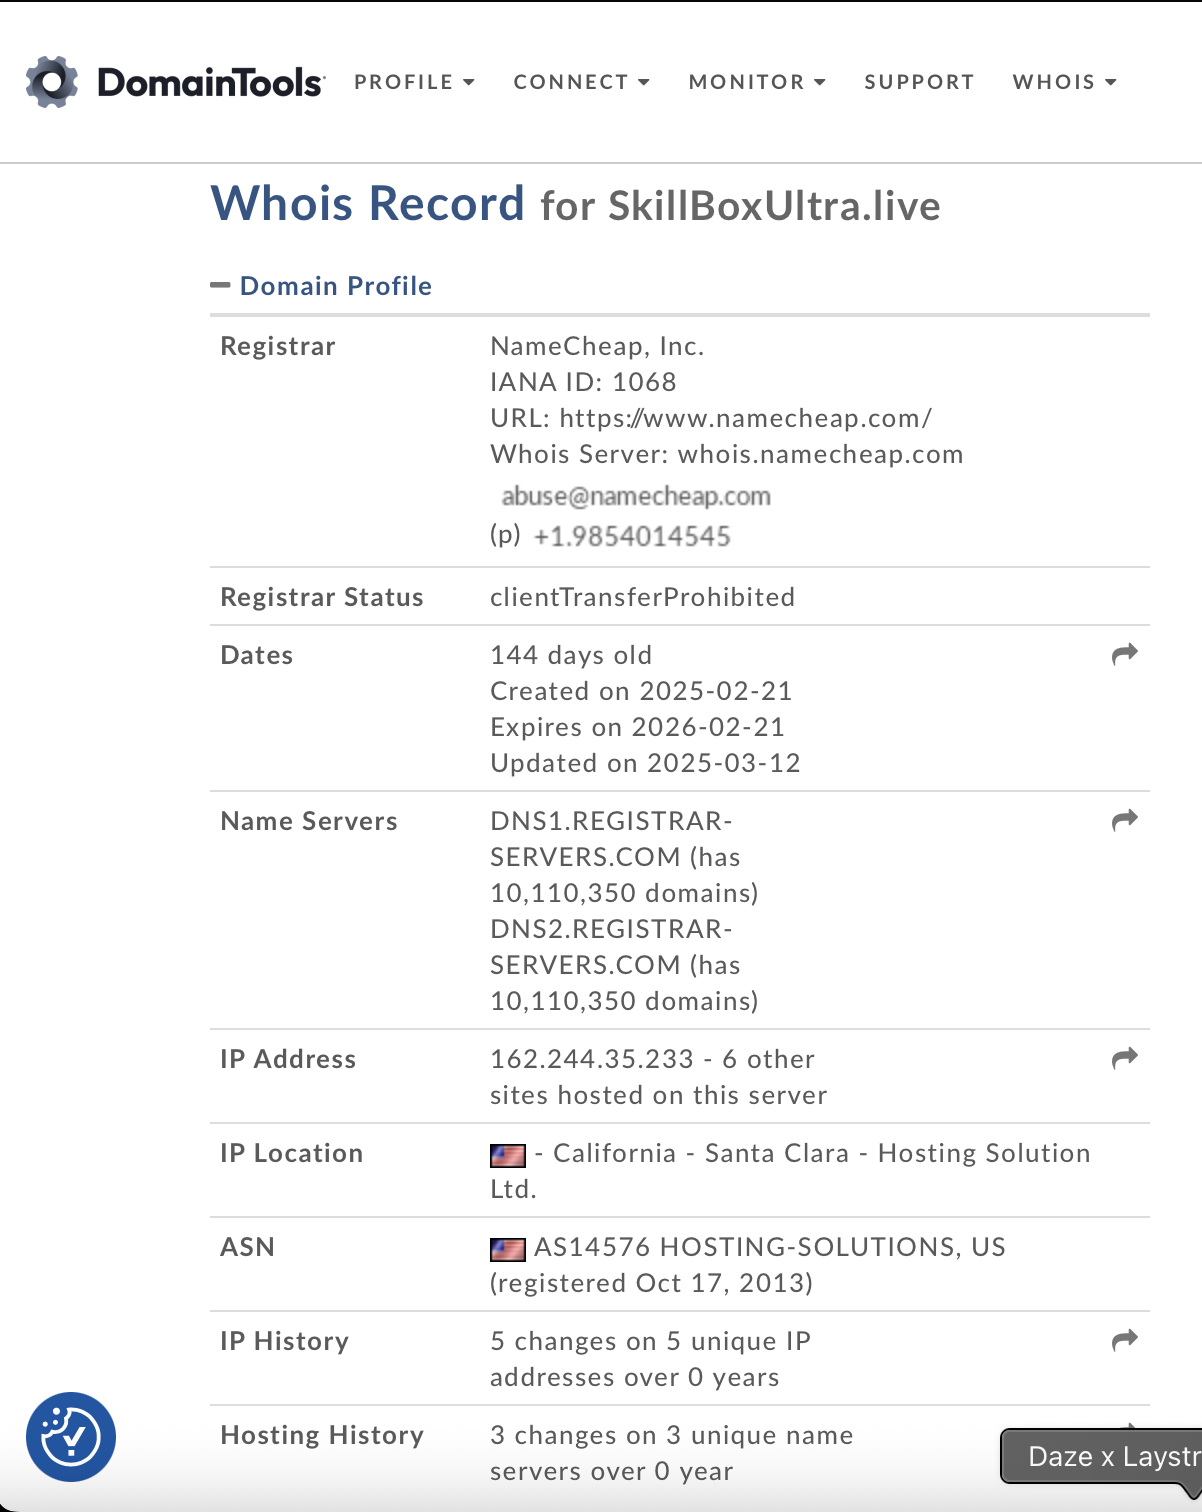 DomainTools PROFILE CONNECT MONITOR SUPPORT WHOIS
Whois Record for SkillBoxUltra.live
Domain Profile
Registrar NameCheap, Inc.
IANA ID: 1068
URL: https://www.namecheap.com/
Whois Server: whois.namecheap.com
abuse@namecheap.com
(p) +1.9854014545
Registrar Status clientTransferProhibited
Dates 144 days old
Created on 2025-02-21
Expires on 2026-02-21
Updated on 2025-03-12
Name Servers DNS1.REGISTRAR-
SERVERS.COM (has
10,110,350 domains)
DNS2.REGISTRAR-
SERVERS.COM (has
10,110,350 domains)
IP Address 162.244.35.233 - 6 other
sites hosted on this server
IP Location - California - Santa Clara - Hosting Solution
Ltd.
ASN AS14576 HOSTING-SOLUTIONS, US
(registered Oct 17, 2013)
IP History 5 changes on 5 unique IP
addresses over 0 years
Hosting History 3 changes on 3 unique name
servers over 0 year
Daze x Laystr